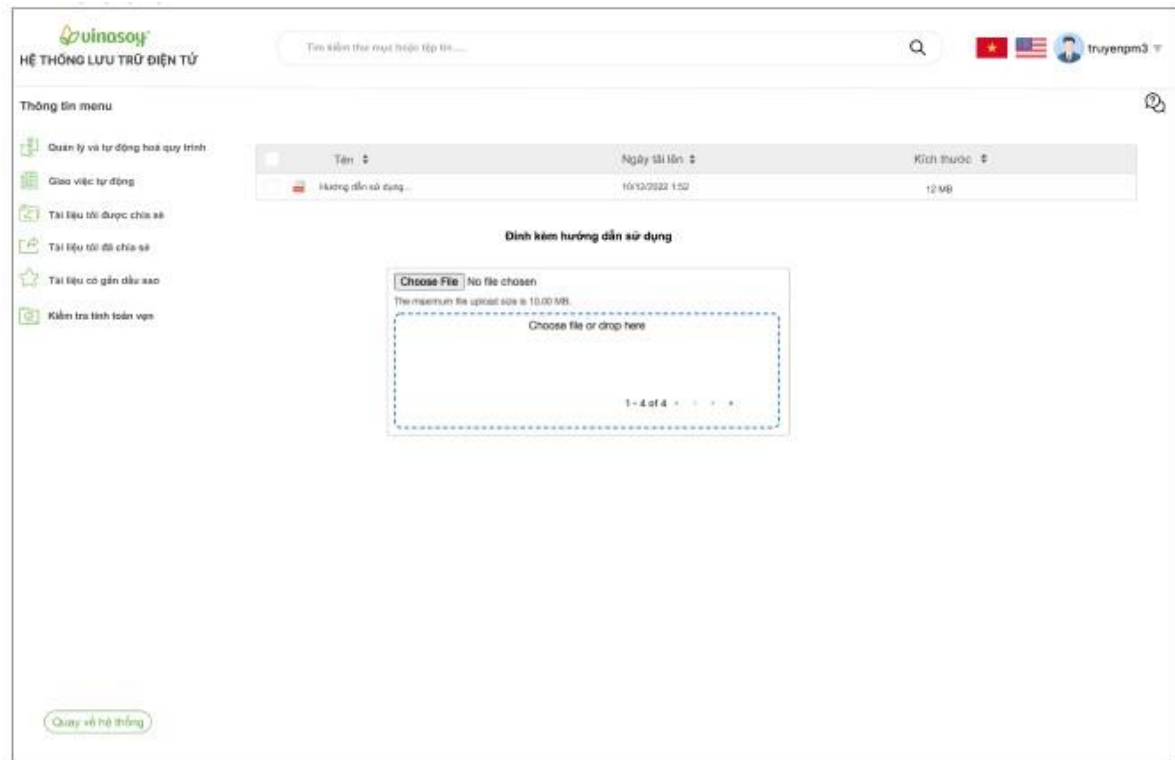 vinasoy
HỆ THỐNG LƯU TRỮ ĐIỆN TỬ
Tìm kiếm thư mục hoặc tệp tin.....
truyenpm3
Thông tin menu
Quản lý và tự động hoá quy trình
Giao việc tự động
Tài liệu tôi được chia sẻ
Tài liệu tôi đã chia sẻ
Tài liệu có gắn dấu sao
Kiểm tra tính toàn vẹn
Tên Ngày tải lên Kích thước
Hướng dẫn sử dụng... 10/12/2022 1:52 12 MB
Đính kèm hướng dẫn sử dụng
Choose File No file chosen
The maximum file upload size is 10.00 MB.
Choose file or drop here
1 - 4 of 4
Quay về hệ thống